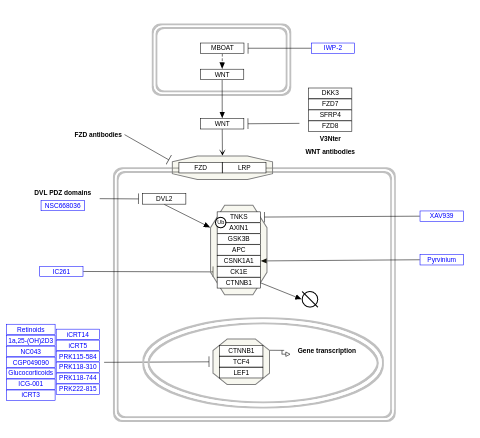 MBOAT
IWP-2
WNT
DKK3
FZD7
SFRP4
FZD8
WNT
V3Nter
FZD antibodies
WNT antibodies
FZD
LRP
DVL PDZ domains
DVL2
NSC668036
TNKS
XAV939
Ub
AXIN1
GSK3B
APC
CSNK1A1
Pyrvinium
IC261
CK1E
CTNNB1
Retinoids
iCRT14
1a,25-(OH)2D3
iCRT5
NC043
PRK115-584
CGP049090
PRK118-310
Glucocorticoids
PRK118-744
ICG-001
PRK222-815
iCRT3
CTNNB1
Gene transcription
TCF4
LEF1